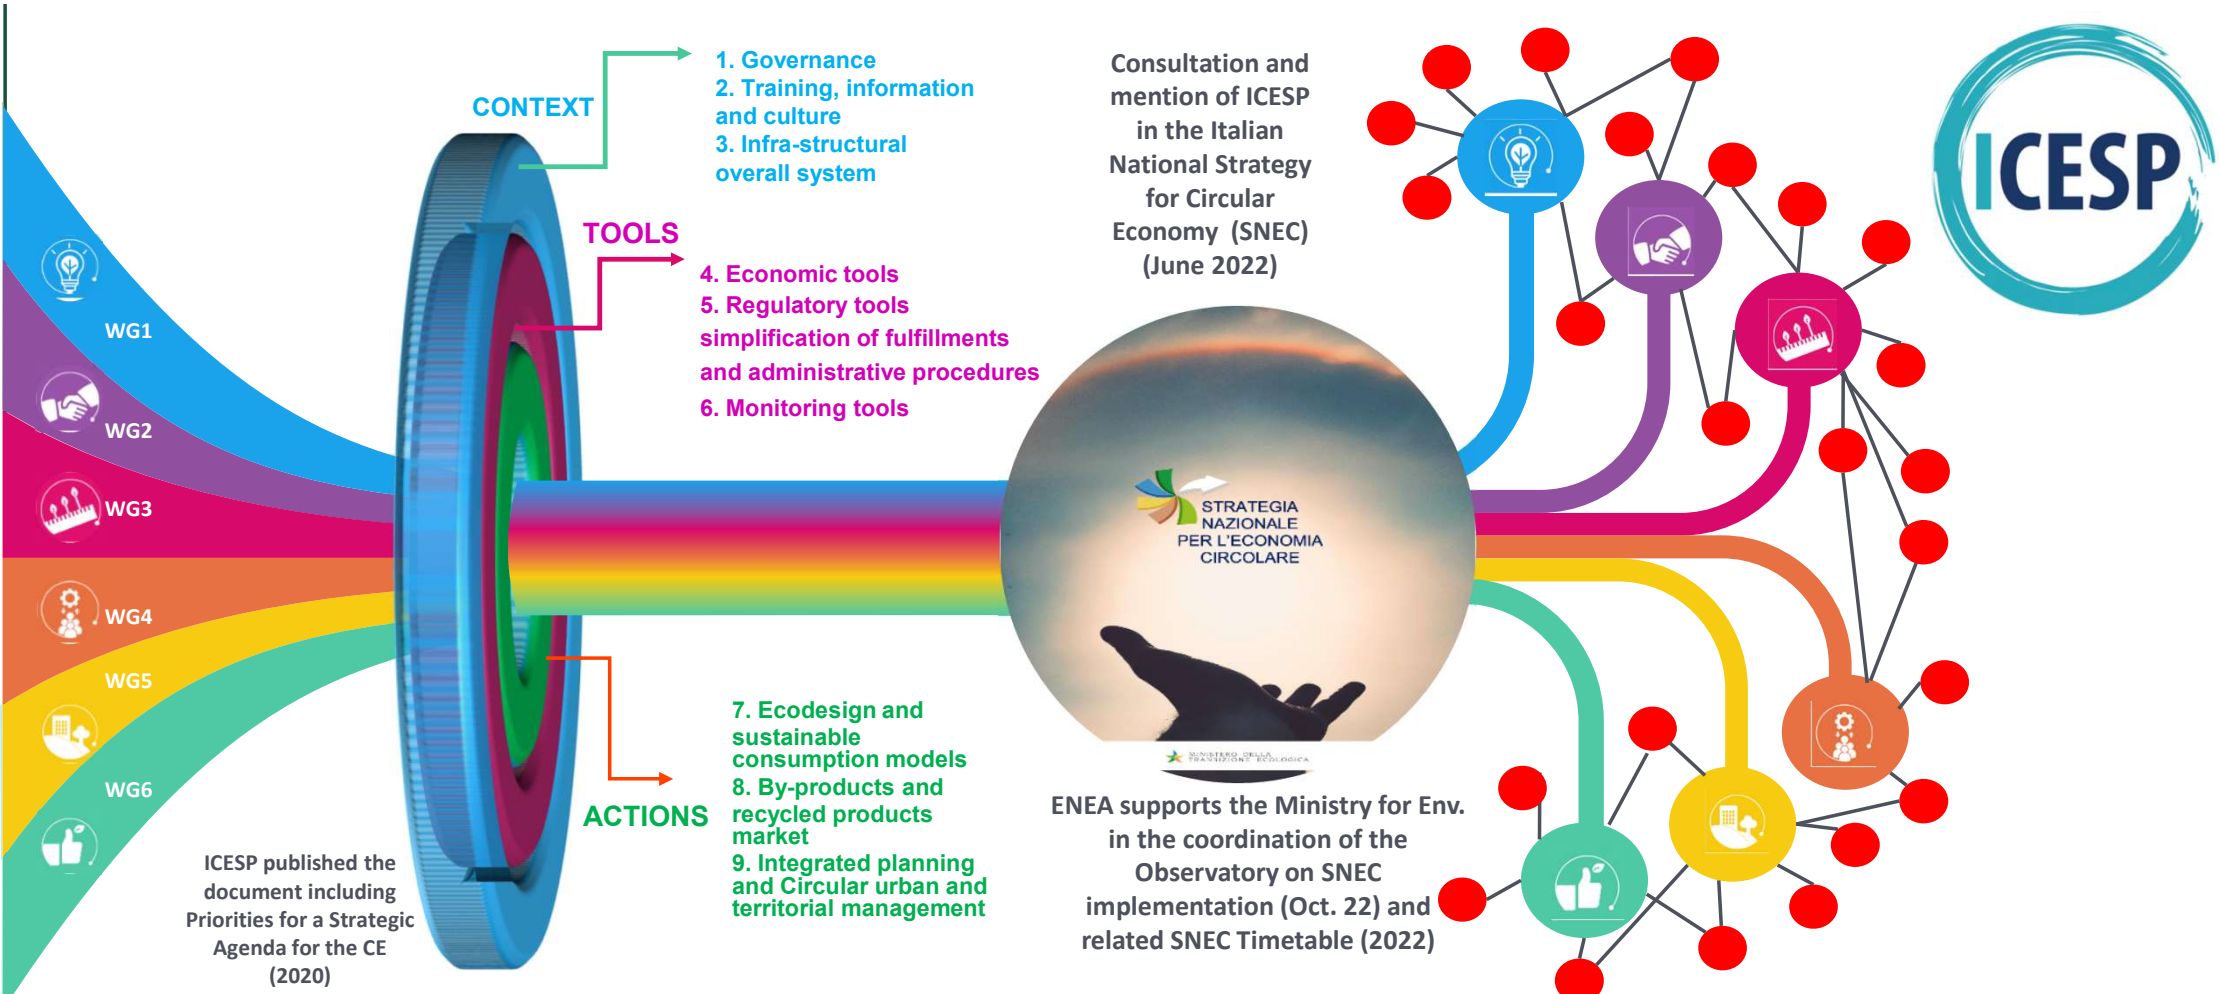 WG1
WG2
WG3
WG4
WG5
WG6
ICESP published the
document including
Priorities for a Strategic
Agenda for the CE
(2020)
CONTEXT
1. Governance
2. Training, information
and culture
3. Infra-structural
overall system
TOOLS
4. Economic tools
5. Regulatory tools
simplification of fulfillments
and administrative procedures
6. Monitoring tools
ACTIONS
7. Ecodesign and
sustainable
consumption models
8. By-products and
recycled products
market
9. Integrated planning
and Circular urban and
territorial management
Consultation and
mention of ICESP
in the Italian
National Strategy
for Circular
Economy (SNEC)
(June 2022)
STRATEGIA
NAZIONALE
PER L'ECONOMIA
CIRCOLARE
MINISTERO DELLA
TRANSIZIONE ECOLOGICA
ENEA supports the Ministry for Env.
in the coordination of the
Observatory on SNEC
implementation (Oct. 22) and
related SNEC Timetable (2022)
ICESP